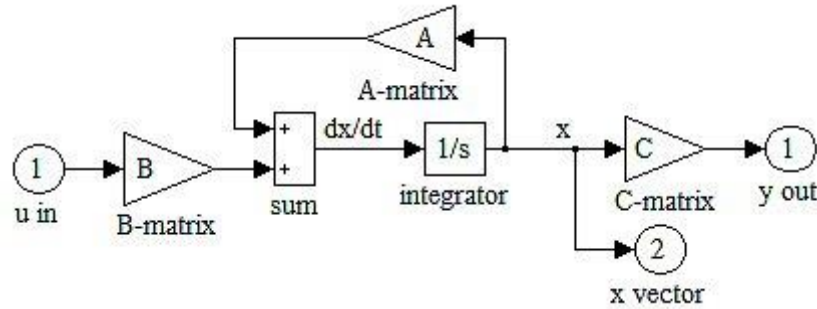 A
A-matrix
+
dx/dt
x
1
B
+
1/s
C
1
u in
B-matrix
sum
integrator
C-matrix
y out
2
x vector